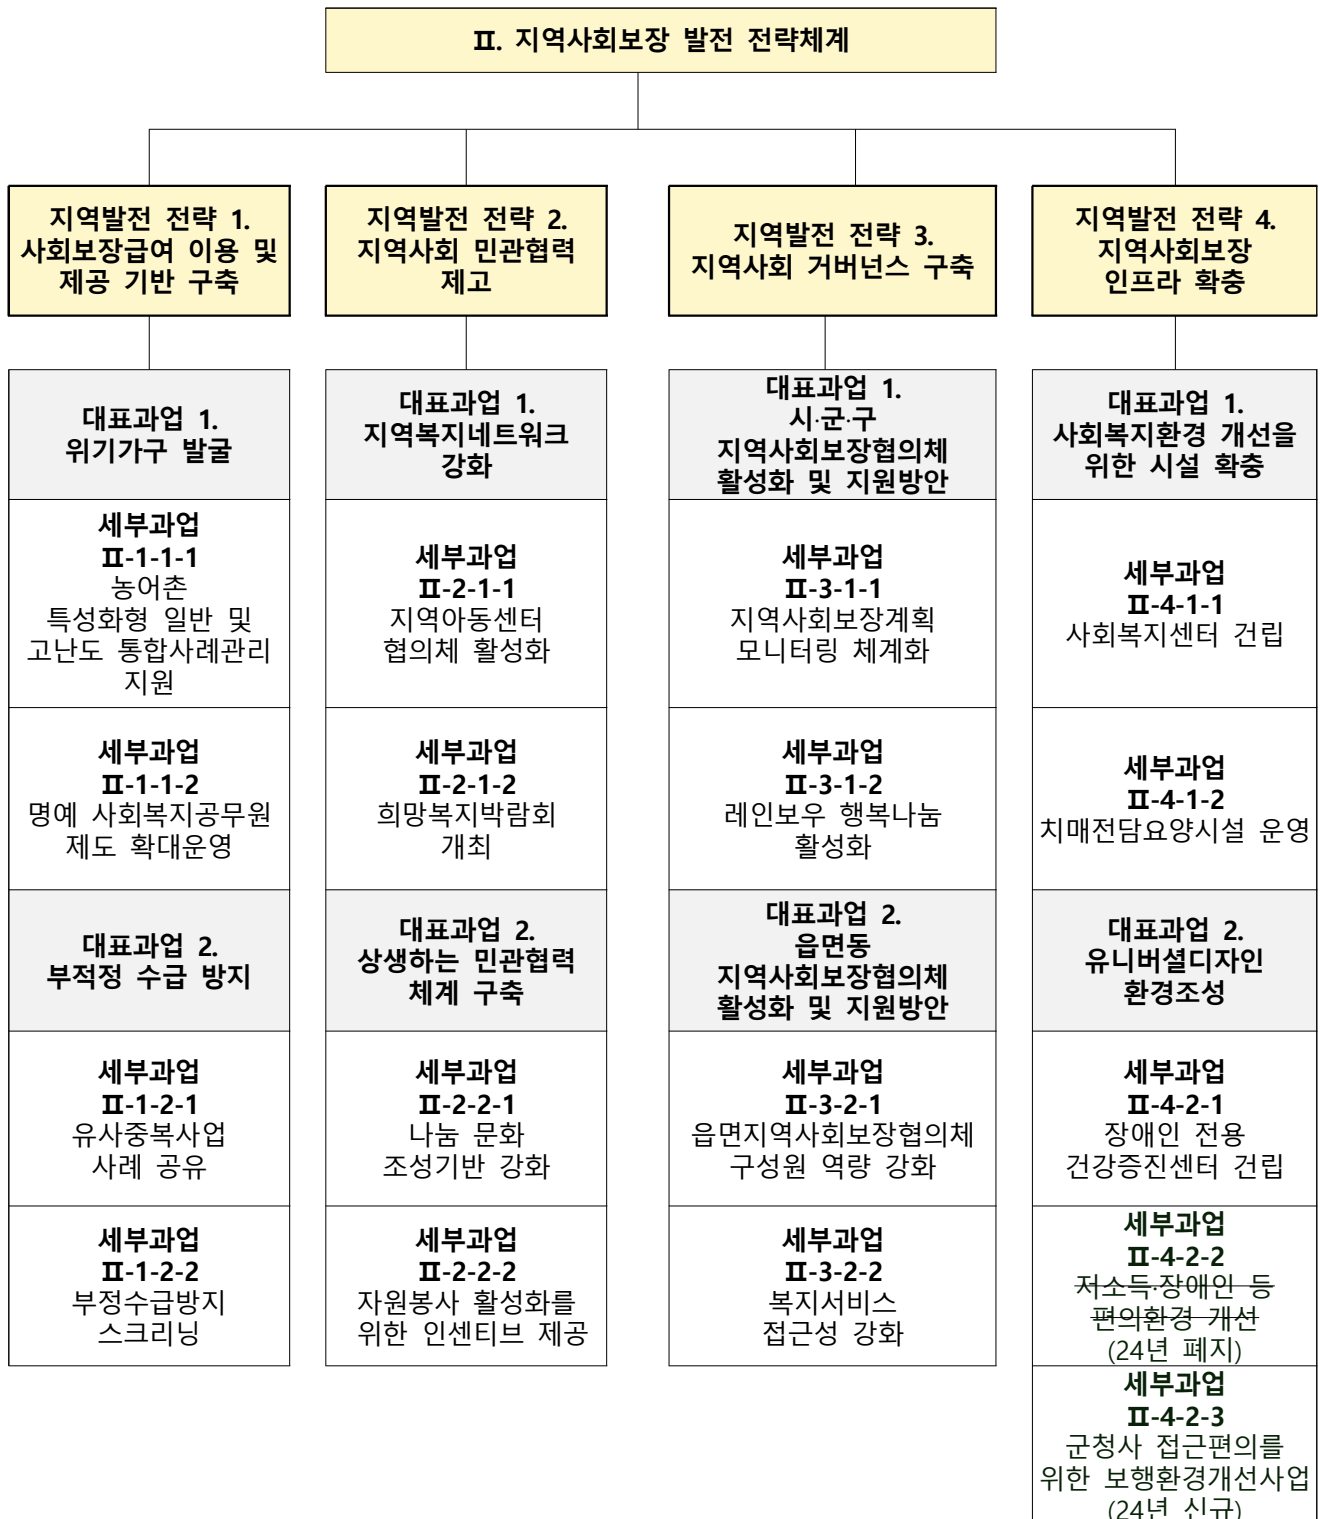 Ⅱ. 지역사회보장 발전 전략체계
지역발전 전략 1.
사회보장급여 이용 및
제공 기반 구축
대표과업 1.
위기가구 발굴
세부과업
Ⅱ-1-1-1
농어촌
특성화형 일반 및
고난도 통합사례관리
지원
세부과업
Ⅱ-1-1-2
명예 사회복지공무원
제도 확대운영
대표과업 2.
부적정 수급 방지
세부과업
Ⅱ-1-2-1
유사중복사업
사례 공유
세부과업
Ⅱ-1-2-2
부정수급방지
스크리닝
지역발전 전략 2.
지역사회 민관협력
제고
대표과업 1.
지역복지네트워크
강화
세부과업
Ⅱ-2-1-1
지역아동센터
협의체 활성화
세부과업
Ⅱ-2-1-2
희망복지박람회
개최
대표과업 2.
상생하는 민관협력
체계 구축
세부과업
Ⅱ-2-2-1
나눔 문화
조성기반 강화
세부과업
Ⅱ-2-2-2
자원봉사 활성화를
위한 인센티브 제공
지역발전 전략 3.
지역사회 거버넌스 구축
대표과업 1.
시·군·구
지역사회보장협의체
활성화 및 지원방안
세부과업
Ⅱ-3-1-1
지역사회보장계획
모니터링 체계화
세부과업
Ⅱ-3-1-2
레인보우 행복나눔
활성화
대표과업 2.
읍면동
지역사회보장협의체
활성화 및 지원방안
세부과업
Ⅱ-3-2-1
읍면지역사회보장협의체
구성원 역량 강화
세부과업
Ⅱ-3-2-2
복지서비스
접근성 강화
지역발전 전략 4.
지역사회보장
인프라 확충
대표과업 1.
사회복지환경 개선을
위한 시설 확충
세부과업
Ⅱ-4-1-1
사회복지센터 건립
세부과업
Ⅱ-4-1-2
치매전담요양시설 운영
대표과업 2.
유니버셜디자인
환경조성
세부과업
Ⅱ-4-2-1
장애인 전용
건강증진센터 건립
세부과업
Ⅱ-4-2-2
저소득·장애인 등
편의환경 개선
(24년 폐지)
세부과업
Ⅱ-4-2-3
군청사 접근편의를
위한 보행환경개선사업
(24년 신규)